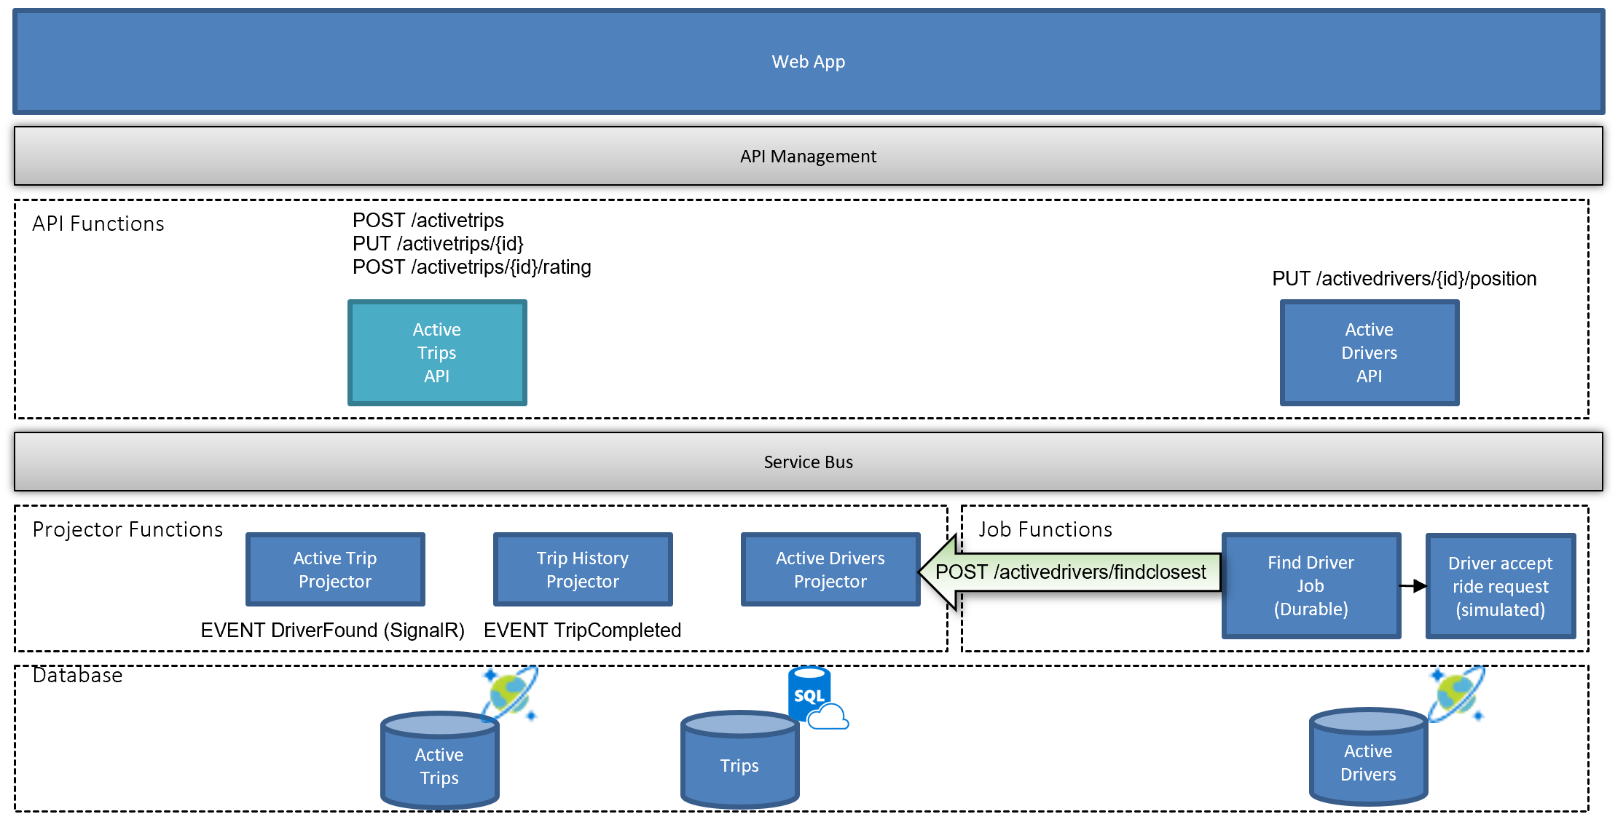 Web App
API Management
API Functions
POST /activetrips
PUT /activetrips/{id}
POST /activetrips/{id}/rating
PUT /activedrivers/{id}/position
Active
Trips
API
Active
Drivers
API
Service Bus
Projector Functions
Active Trip
Projector
Trip History
Projector
Active Drivers
Projector
EVENT DriverFound (SignalR)
EVENT TripCompleted
Job Functions
POST /activedrivers/findclosest
Find Driver
Job
(Durable)
Driver accept
ride request
(simulated)
Database
Active
Trips
SQL
Trips
Active
Drivers